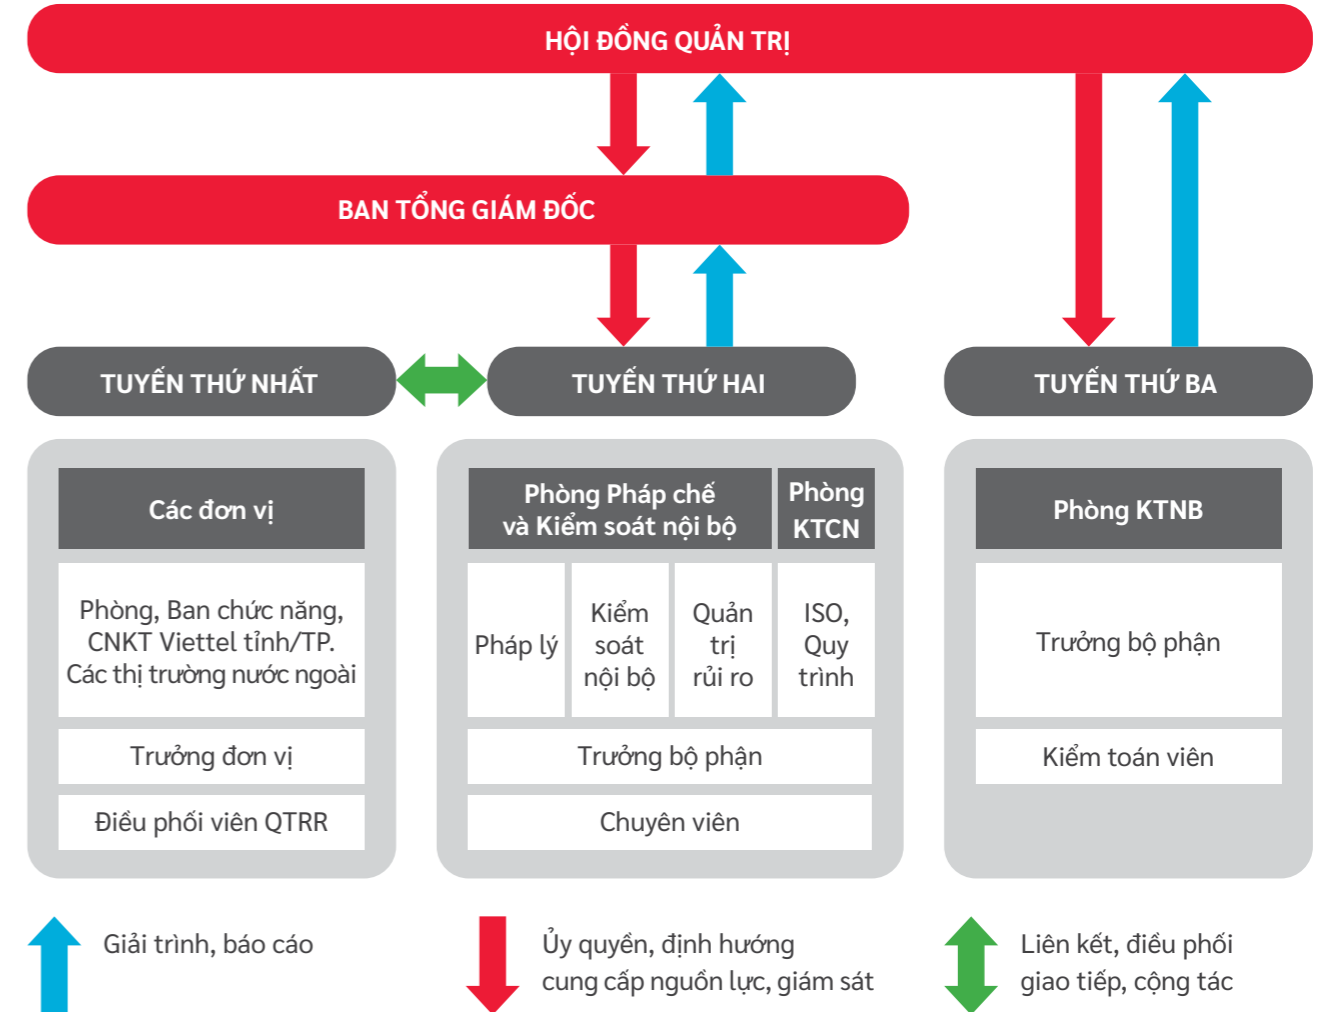 HỘI ĐỒNG QUẢN TRỊ
BAN TỔNG GIÁM ĐỐC
TUYẾN THỨ NHẤT
TUYẾN THỨ HAI
TUYẾN THỨ BA
Các đơn vị
Phòng, Ban chức năng,
CNKT Viettel tỉnh/TP.
Các thị trường nước ngoài
Trưởng đơn vị
Điều phối viên QTRR
Phòng Pháp chế
và Kiểm soát nội bộ
Phòng
KTCN
Pháp lý
Kiểm
soát
nội bộ
Quản
trị
rủi ro
ISO,
Quy
trình
Trưởng bộ phận
Chuyên viên
Phòng KTNB
Trưởng bộ phận
Kiểm toán viên
Giải trình, báo cáo
Ủy quyền, định hướng
cung cấp nguồn lực, giám sát
Liên kết, điều phối
giao tiếp, cộng tác